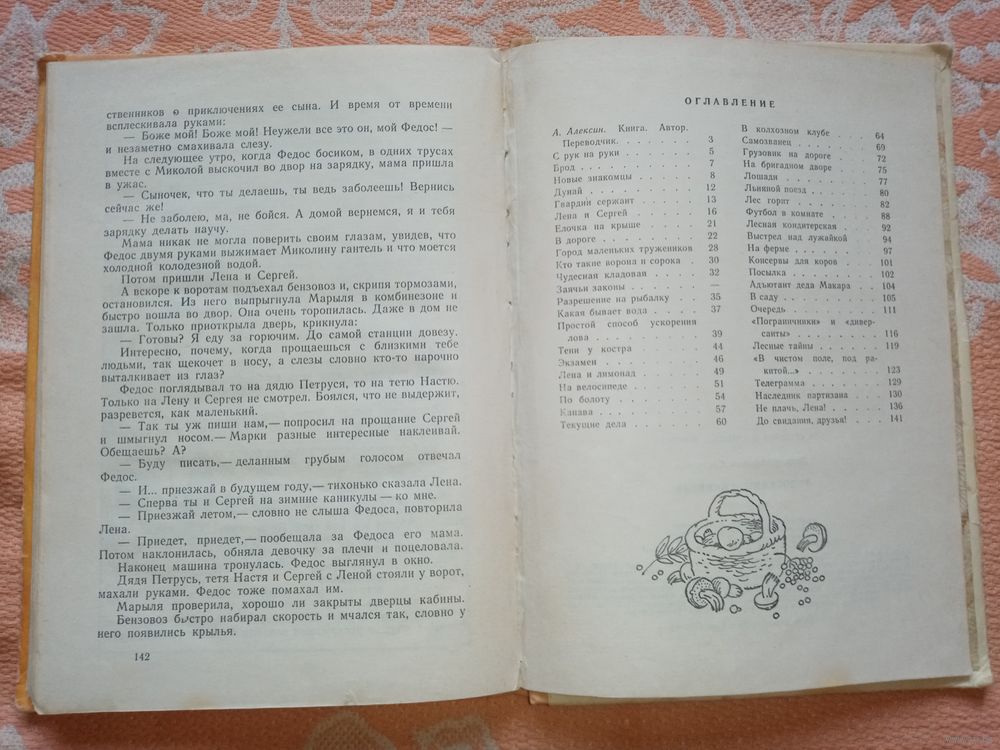 ственников о приключениях ее сына. И время от времени
всплескивала руками:
— Боже мой! Боже мой! Неужели все это он, мой Федос! —
и незаметно смахивала слезу.
На следующее утро, когда Федос босиком, в одних трусах
вместе с Миколой выскочил во двор на зарядку, мама пришла
в ужас.
— Сыночек, что ты делаешь, ты ведь заболеешь! Вернись
сейчас же!
— Не заболею, ма, не бойся. А домой вернемся, я и тебя
зарядку делать научу.
Мама никак не могла поверить своим глазам, увидев, что
Федос двумя руками выжимает Миколину гантель и что моется
холодной колодезной водой.
Потом пришли Лена и Сергей.
А вскоре к воротам подъехал бензовоз и, скрипя тормозами,
остановился. Из него выпрыгнула Марыля в комбинезоне и
быстро вошла во двор. Она очень торопилась. Даже в дом не
зашла. Только приоткрыла дверь, крикнула:
— Готовы? Я еду за горючим. До самой станции довезу.
Интересно, почему, когда прощаешься с близкими тебе
людьми, так щекочет в носу, а слезы словно кто-то нарочно
выталкивает из глаз?
Федос поглядывал то на дядю Петруся, то на тетю Настю.
Только на Лену и Сергея не смотрел. Боялся, что не выдержит,
разревется, как маленький.
— Так ты уж пиши нам,— попросил на прощание Сергей
и шмыгнул носом.— Марки разные интересные наклеивай.
Обещаешь? А?
— Буду писать,— деланным грубым голосом отвечал
Федос.
— И... приезжай в будущем году,— тихонько сказала Лена.
— Сперва ты и Сергей на зимние каникулы — ко мне.
— Приезжай летом,— словно не слыша Федоса, повторила
Лена.
— Приедет, приедет,— пообещала за Федоса его мама.
Потом наклонилась, обняла девочку за плечи и поцеловала.
Наконец машина тронулась. Федос выглянул в окно.
Дядя Петрусь, тетя Настя и Сергей с Леной стояли у ворот,
махали руками. Федос тоже помахал им.
Марыля проверила, хорошо ли закрыты дверцы кабины.
Бензовоз быстро набирал скорость и мчался так, словно у
него появились крылья.
142
ОГЛАВЛЕНИЕ
А. Алексин. Книга. Автор.
Переводчик. . . . . . . . 3
С рук на руки . . . . . . 5
Брод . . . . . . . . . . 7
Новые знакомцы . . . . . 8
Дунай . . . . . . . . . . 12
Гвардии сержант . . . . . 13
Лена и Сергей . . . . . . 16
Елочка на крыше . . . . . 21
В дороге . . . . . . . . 22
Город маленьких тружеников 28
Кто такие ворона и сорока . 30
Чудесная кладовая . . . . 32
Заячьи законы . . . . . . —
Разрешение на рыбалку . . 35
Какая бывает вода . . . . 37
Простой способ ускорения
лова . . . . . . . . . . 39
Тени у костра . . . . . . 44
Экзамен . . . . . . . . . 46
Лена и лимонад . . . . . 49
На велосипеде . . . . . . 51
По болоту . . . . . . . . 54
Канава . . . . . . . . . 57
Текущие дела . . . . . . 60
В колхозном клубе . . . 64
Самозванец . . . . . . . 69
Грузовик на дороге . . . 72
На бригадном дворе . . . 75
Лошади . . . . . . . . . 77
Льняной поезд . . . . . . 80
Лес горит . . . . . . . . 82
Футбол в комнате . . . . 88
Лесная кондитерская . . . 92
Выстрел над лужайкой . . 94
На ферме . . . . . . . . 97
Консервы для коров . . . 101
Посылка . . . . . . . . . 102
Адъютант деда Макара . . 104
В саду . . . . . . . . . 105
Очередь . . . . . . . . . 111
«Пограничники» и «дивер-
санты» . . . . . . . . . 116
Лесные тайны . . . . . . 119
«В чистом поле, под ра-
китой...» . . . . . . . . 123
Телеграмма . . . . . . . 129
Наследник партизана . . . 130
Не плачь, Лена! . . . . . 136
До свидания, друзья! . . . 141